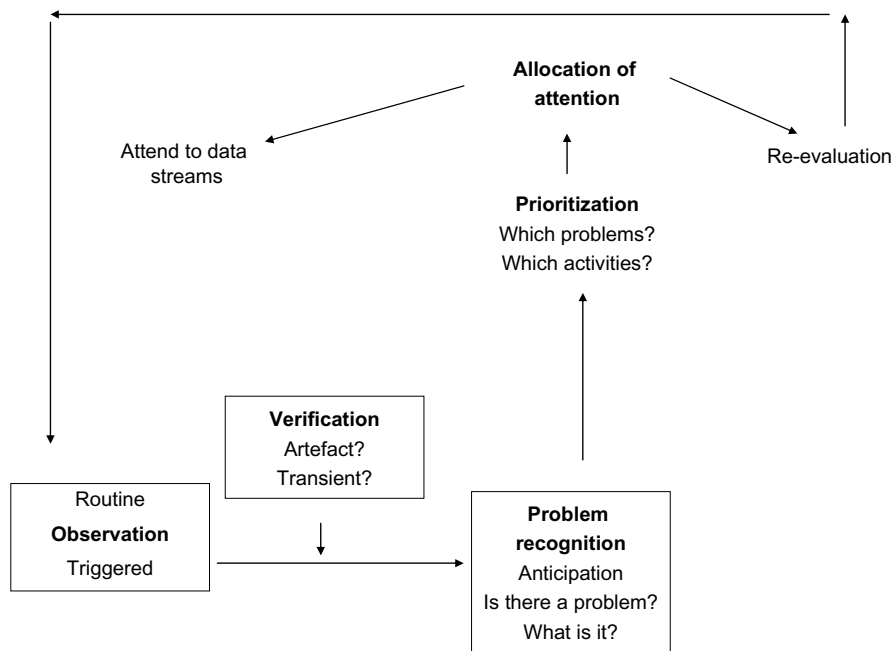 Allocation of
attention
Attend to data
streams
Re-evaluation
Prioritization
Which problems?
Which activities?
Verification
Artefact?
Transient?
Routine
Observation
Triggered
Problem
recognition
Anticipation
Is there a problem?
What is it?